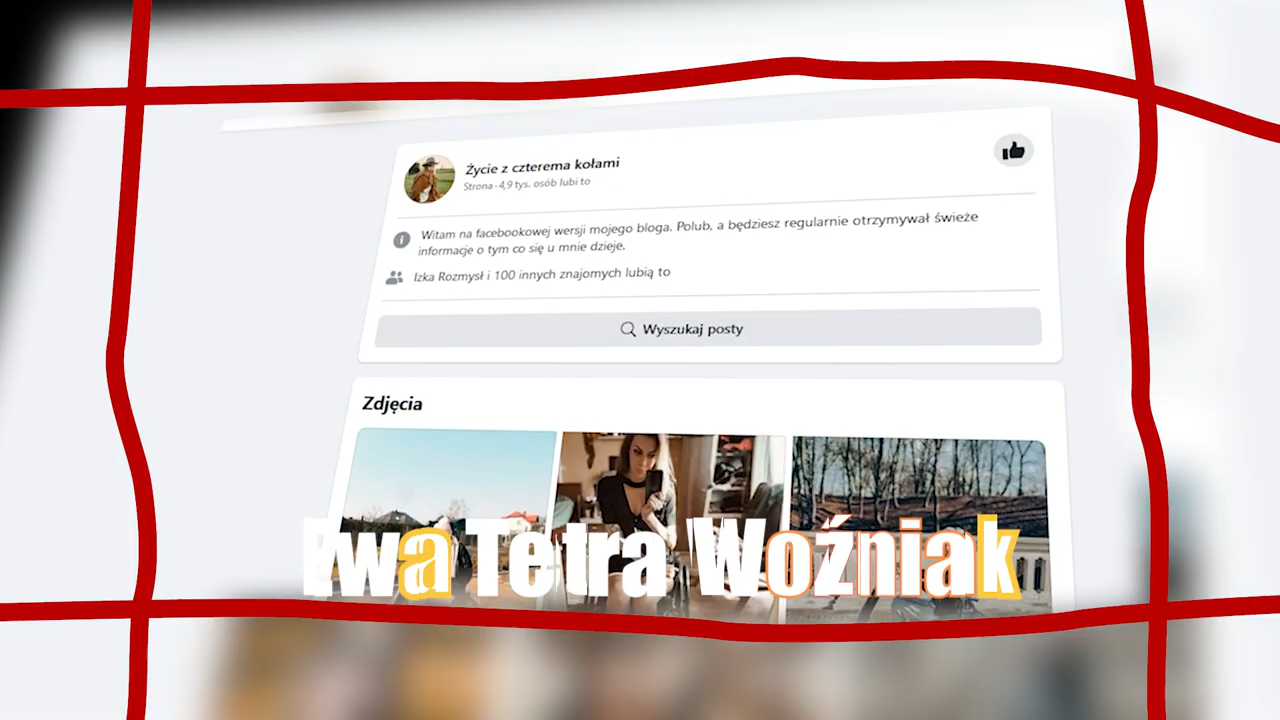 Życie z czterema kołami
Strona · 4,9 tys. osób lubi to
Witam na facebookowej wersji mojego bloga. Polub, a będziesz regularnie otrzymywał świeże
informacje o tym co się u mnie dzieje.
Izka Rozmysł i 100 innych znajomych lubią to
Wyszukaj posty
Zdjęcia
Ewa Tetra Woźniak